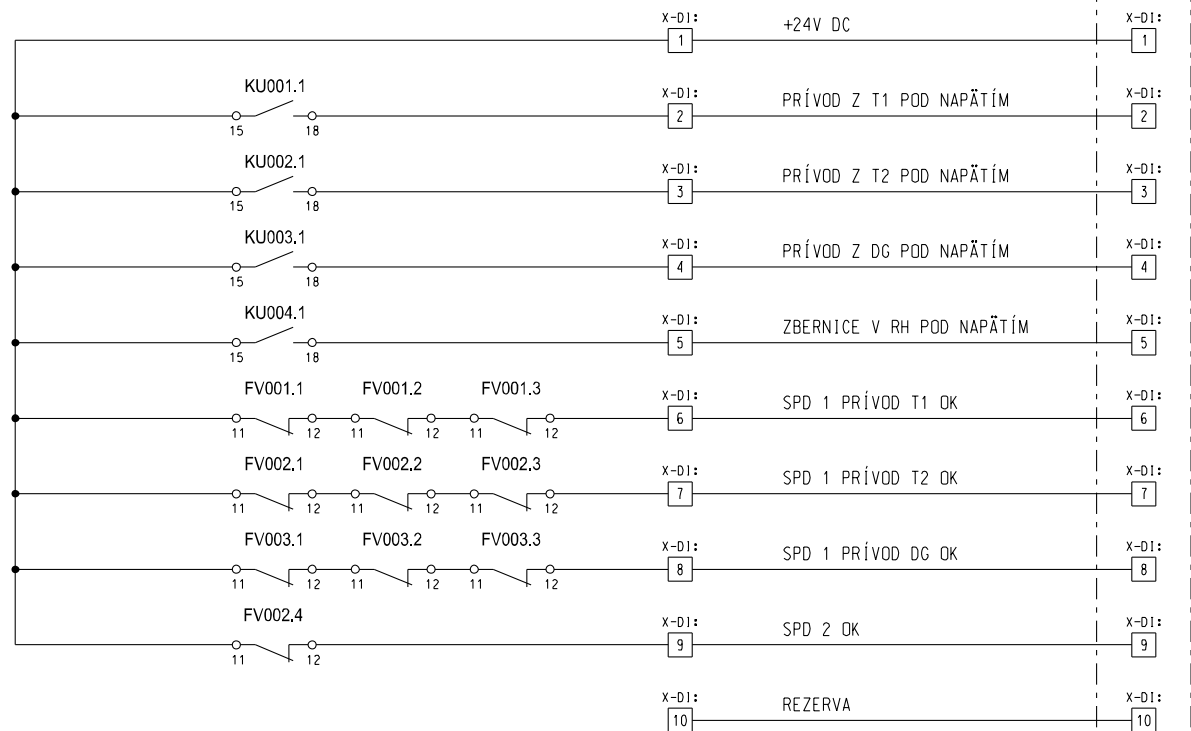 X-DI: X-DI:
+24V DC
1 1
KU001.1
X-DI: PRÍVOD Z T1 POD NAPÄTÍM X-DI:
15 18 2 2
KU002.1
X-DI: PRÍVOD Z T2 POD NAPÄTÍM X-DI:
15 18 3 3
KU003.1
X-DI: PRÍVOD Z DG POD NAPÄTÍM X-DI:
15 18 4 4
KU004.1
X-DI: ZBERNICE V RH POD NAPÄTÍM X-DI:
15 18 5 5
FV001.1 FV001.2 FV001.3
X-DI: SPD 1 PRÍVOD T1 OK X-DI:
11 12 11 12 11 12 6 6
FV002.1 FV002.2 FV002.3
X-DI: SPD 1 PRÍVOD T2 OK X-DI:
11 12 11 12 11 12 7 7
FV003.1 FV003.2 FV003.3
X-DI: SPD 1 PRÍVOD DG OK X-DI:
11 12 11 12 11 12 8 8
FV002.4
X-DI: SPD 2 OK X-DI:
11 12 9 9
X-DI: REZERVA X-DI:
10 10